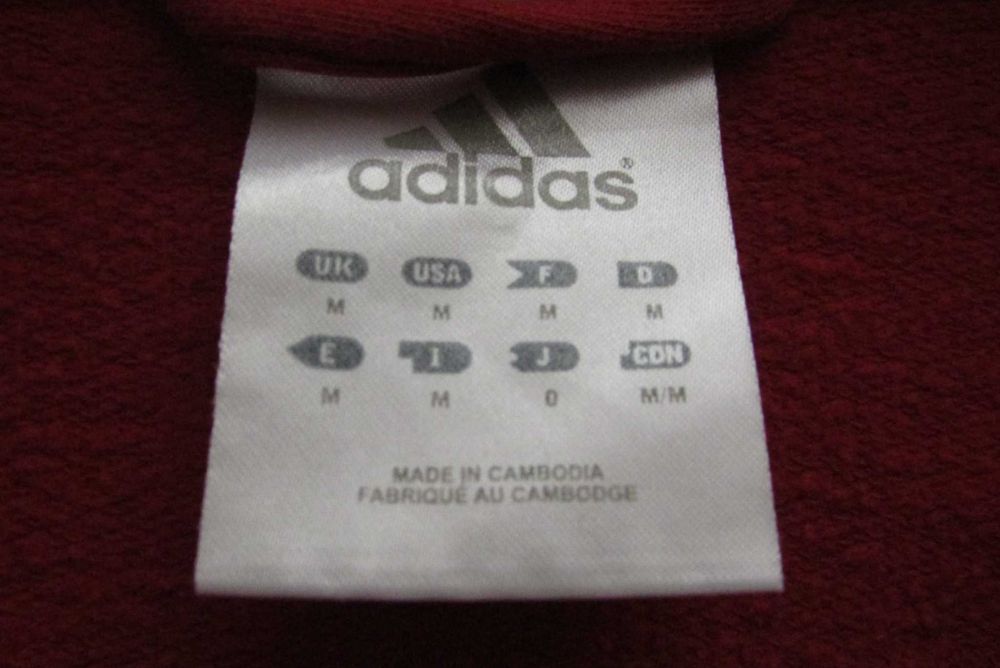 adidas®
UK USA F D
M M M M
E I J CDN
M M O M/M
MADE IN CAMBODIA
FABRIQUÉ AU CAMBODGE